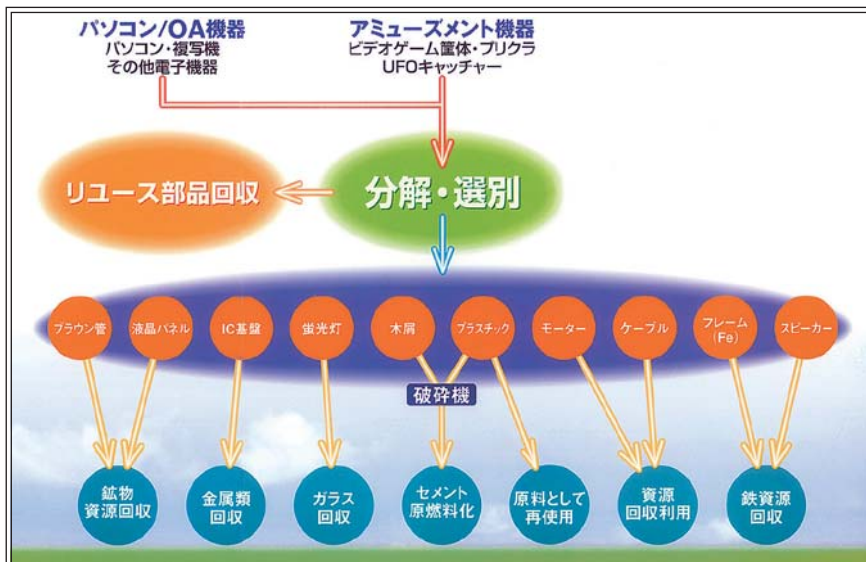 パソコン/OA機器
パソコン・複写機
その他電子機器
アミューズメント機器
ビデオゲーム筐体・プリクラ
UFOキャッチャー
リユース部品回収
分解・選別
ブラウン管
液晶パネル
IC基盤
蛍光灯
木屑
プラスチック
モーター
ケーブル
フレーム
(Fe)
スピーカー
破砕機
鉱物
資源回収
金属類
回収
ガラス
回収
セメント
原燃料化
原料として
再使用
資源
回収利用
鉄資源
回収